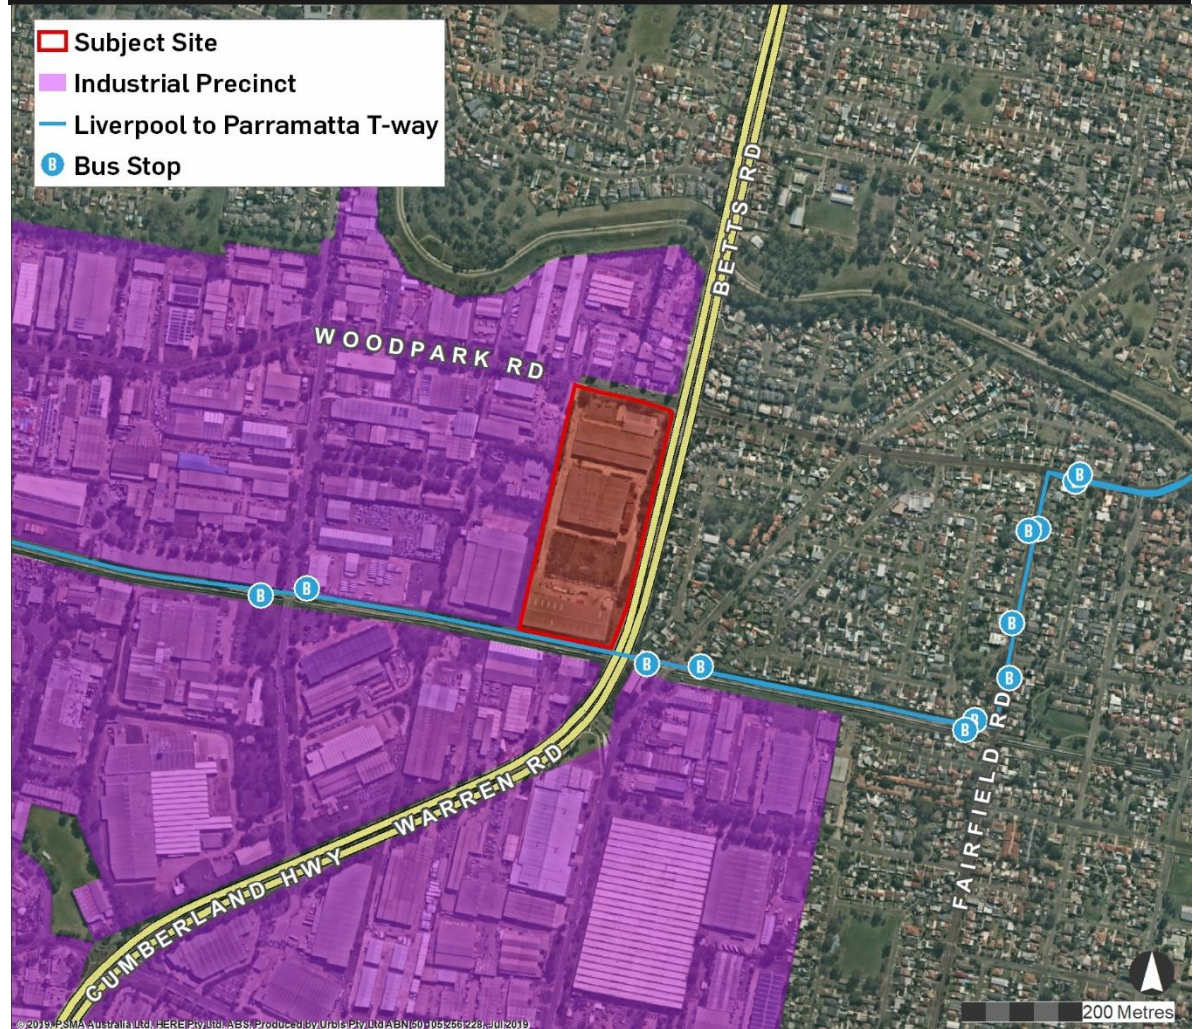 Subject Site
Industrial Precinct
Liverpool to Parramatta T-way
B Bus Stop
BETTS RD
WOODPARK RD
B
B
B
B
B
B
B
B
B
B
B
WARREN RD
FAIRFIELD RD
CUMBERLAND HWY
200 Metres
© 2019. PSMA Australia Ltd, HERE Pty Ltd, ABS. Produced by Urbis Pty Ltd ABN 50 105 256 228, Jul 2019